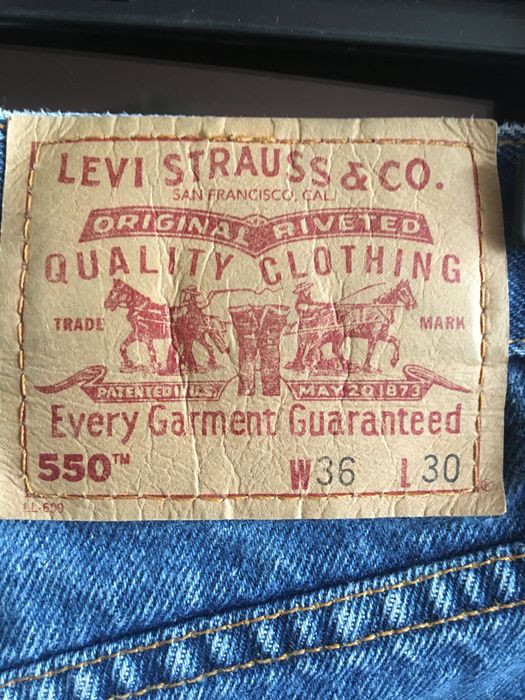 LEVI STRAUSS & CO.
SAN FRANCISCO, CAL.
ORIGINAL RIVETED
QUALITY CLOTHING
TRADE MARK
PATENTED IN U.S. MAY 20, 1873
Every Garment Guaranteed
550™ W36 L30
®